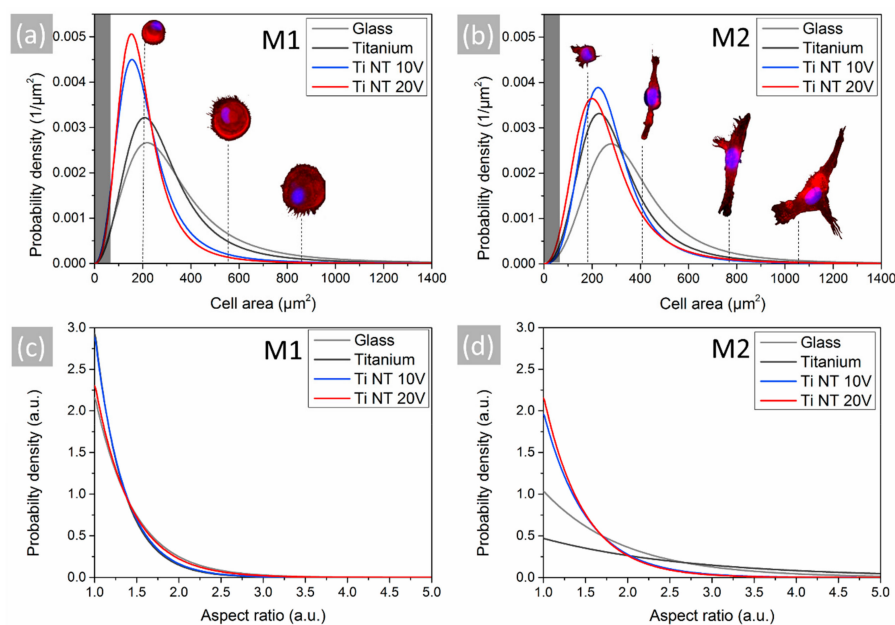 (a)
M1
Glass
Titanium
Ti NT 10V
Ti NT 20V
0.005
0.004
0.003
0.002
0.001
0.000
Probability density (1/µm²)
0 200 400 600 800 1000 1200 1400
Cell area (µm²)
(b)
M2
Glass
Titanium
Ti NT 10V
Ti NT 20V
0.005
0.004
0.003
0.002
0.001
0.000
Probability density (1/µm²)
0 200 400 600 800 1000 1200 1400
Cell area (µm²)
(c)
M1
Glass
Titanium
Ti NT 10V
Ti NT 20V
3.0
2.5
2.0
1.5
1.0
0.5
0.0
Probability density (a.u.)
1.0 1.5 2.0 2.5 3.0 3.5 4.0 4.5 5.0
Aspect ratio (a.u.)
(d)
M2
Glass
Titanium
Ti NT 10V
Ti NT 20V
3.0
2.5
2.0
1.5
1.0
0.5
0.0
Probability density (a.u.)
1.0 1.5 2.0 2.5 3.0 3.5 4.0 4.5 5.0
Aspect ratio (a.u.)